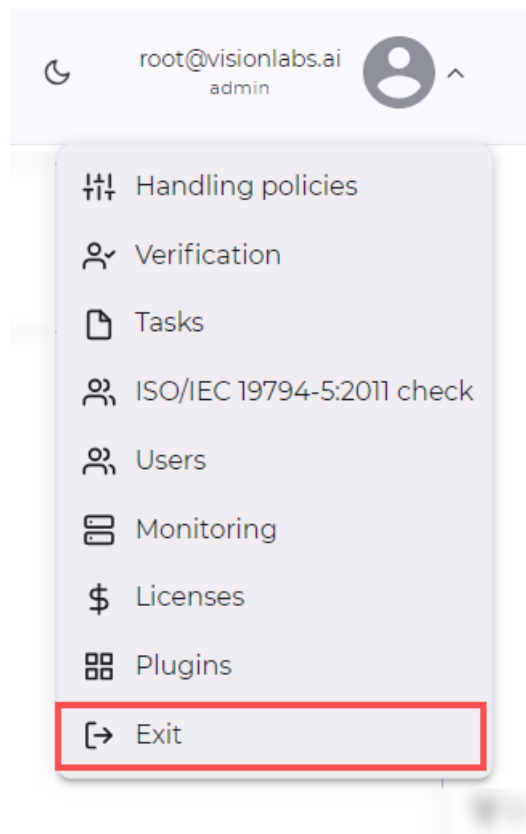 root@visionlabs.ai
admin
Handling policies
Verification
Tasks
ISO/IEC 19794-5:2011 check
Users
Monitoring
Licenses
Plugins
Exit